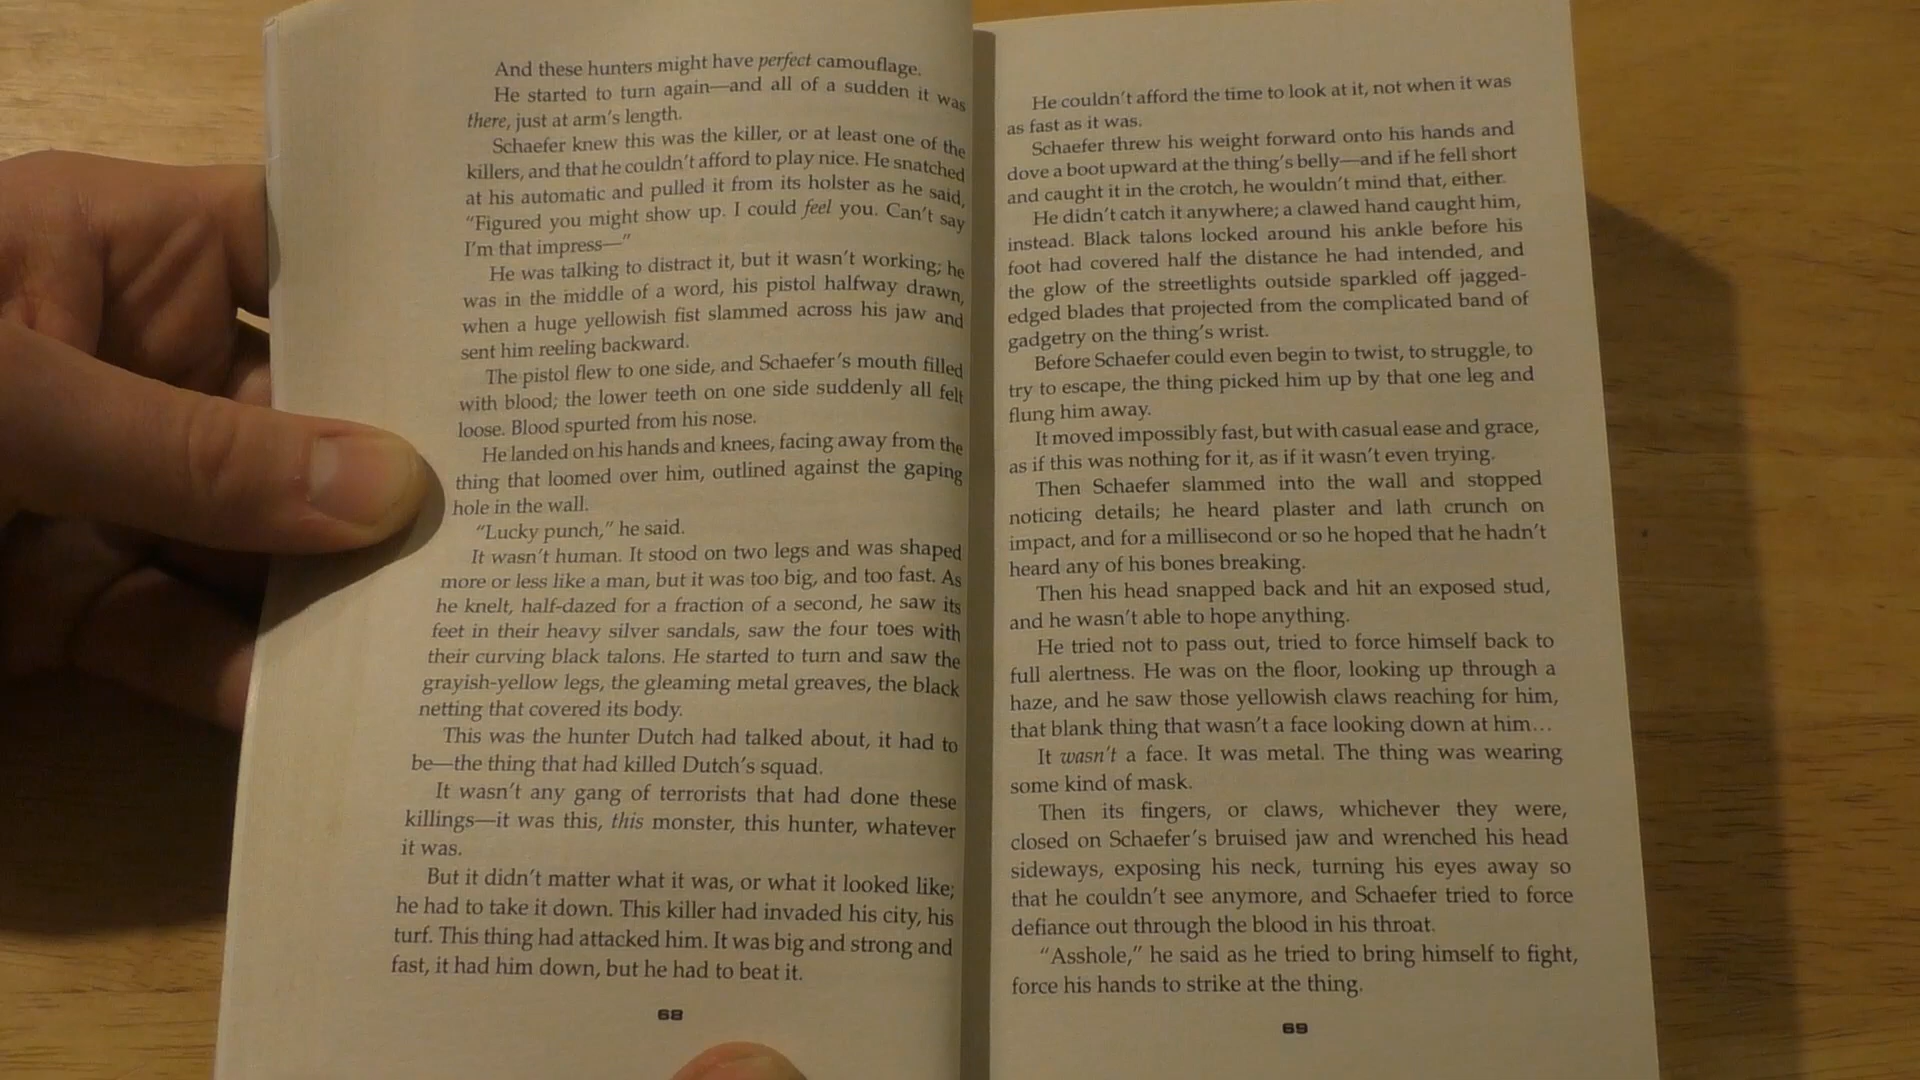 And these hunters might have perfect camouflage.
He started to turn again—and all of a sudden it was
there, just at arm's length.
Schaefer knew this was the killer, or at least one of the
killers, and that he couldn't afford to play nice. He snatched
at his automatic and pulled it from its holster as he said,
“Figured you might show up. I could feel you. Can't say
I'm that impress—”
He was talking to distract it, but it wasn't working; he
was in the middle of a word, his pistol halfway drawn,
when a huge yellowish fist slammed across his jaw and
sent him reeling backward.
The pistol flew to one side, and Schaefer's mouth filled
with blood; the lower teeth on one side suddenly all felt
loose. Blood spurted from his nose.
He landed on his hands and knees, facing away from the
thing that loomed over him, outlined against the gaping
hole in the wall.
“Lucky punch,” he said.
It wasn't human. It stood on two legs and was shaped
more or less like a man, but it was too big, and too fast. As
he knelt, half-dazed for a fraction of a second, he saw its
feet in their heavy silver sandals, saw the four toes with
their curving black talons. He started to turn and saw the
grayish-yellow legs, the gleaming metal greaves, the black
netting that covered its body.
This was the hunter Dutch had talked about, it had to
be—the thing that had killed Dutch's squad.
It wasn't any gang of terrorists that had done these
killings—it was this, this monster, this hunter, whatever
it was.
But it didn't matter what it was, or what it looked like;
he had to take it down. This killer had invaded his city, his
turf. This thing had attacked him. It was big and strong and
fast, it had him down, but he had to beat it.
68
He couldn't afford the time to look at it, not when it was
as fast as it was.
Schaefer threw his weight forward onto his hands and
dove a boot upward at the thing's belly—and if he fell short
and caught it in the crotch, he wouldn't mind that, either.
He didn't catch it anywhere; a clawed hand caught him,
instead. Black talons locked around his ankle before his
foot had covered half the distance he had intended, and
the glow of the streetlights outside sparkled off jagged-
edged blades that projected from the complicated band of
gadgetry on the thing's wrist.
Before Schaefer could even begin to twist, to struggle, to
try to escape, the thing picked him up by that one leg and
flung him away.
It moved impossibly fast, but with casual ease and grace,
as if this was nothing for it, as if it wasn't even trying.
Then Schaefer slammed into the wall and stopped
noticing details; he heard plaster and lath crunch on
impact, and for a millisecond or so he hoped that he hadn't
heard any of his bones breaking.
Then his head snapped back and hit an exposed stud,
and he wasn't able to hope anything.
He tried not to pass out, tried to force himself back to
full alertness. He was on the floor, looking up through a
haze, and he saw those yellowish claws reaching for him,
that blank thing that wasn't a face looking down at him…
It wasn't a face. It was metal. The thing was wearing
some kind of mask.
Then its fingers, or claws, whichever they were,
closed on Schaefer's bruised jaw and wrenched his head
sideways, exposing his neck, turning his eyes away so
that he couldn't see anymore, and Schaefer tried to force
defiance out through the blood in his throat.
“Asshole,” he said as he tried to bring himself to fight,
force his hands to strike at the thing.
69